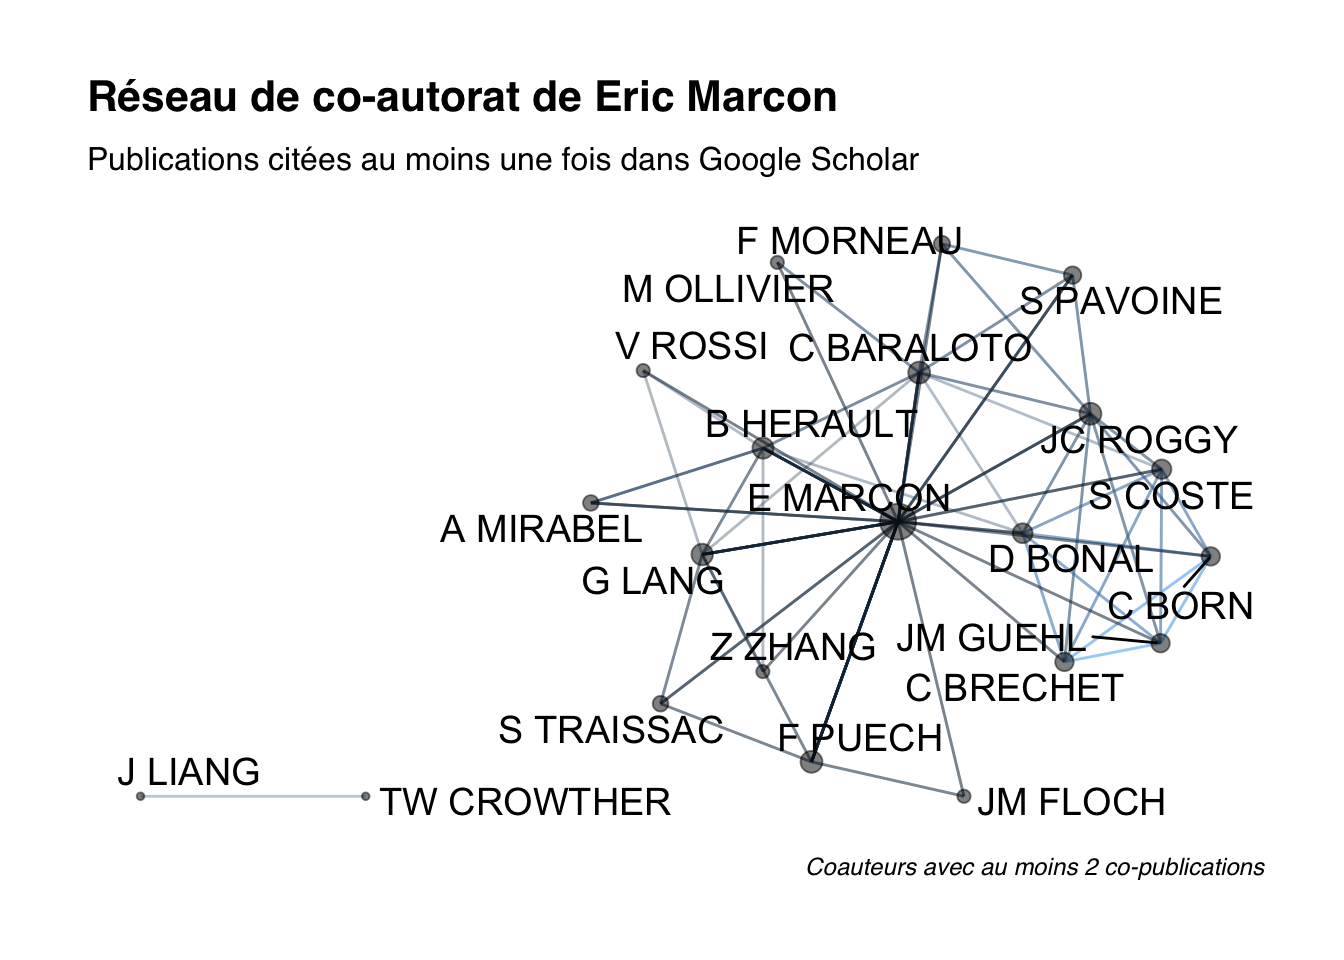 Réseau de co-autorat de Eric Marcon
Publications citées au moins une fois dans Google Scholar
F MORNEAU
M OLLIVIER
S PAVOINE
V ROSSI
C BARALOTO
B HERAULT
JC ROGGY
E MARCON
S COSTE
A MIRABEL
D BONAL
G LANG
C BORN
Z ZHANG
JM GUEHL
C BRECHET
S TRAISSAC
F PUECH
J LIANG
TW CROWTHER
JM FLOCH
Coauteurs avec au moins 2 co-publications